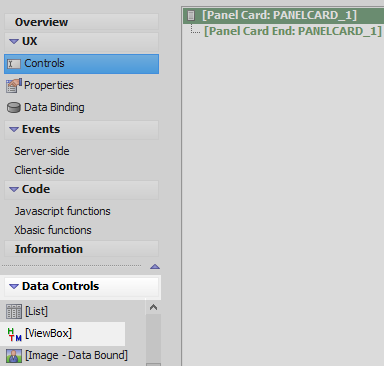 Overview
UX
Controls
Properties
Data Binding
Events
Server-side
Client-side
Code
Javascript functions
Xbasic functions
Information
Data Controls
[List]
HTM [ViewBox]
[Image - Data Bound]
[Panel Card: PANELCARD_1]
[Panel Card End: PANELCARD_1]